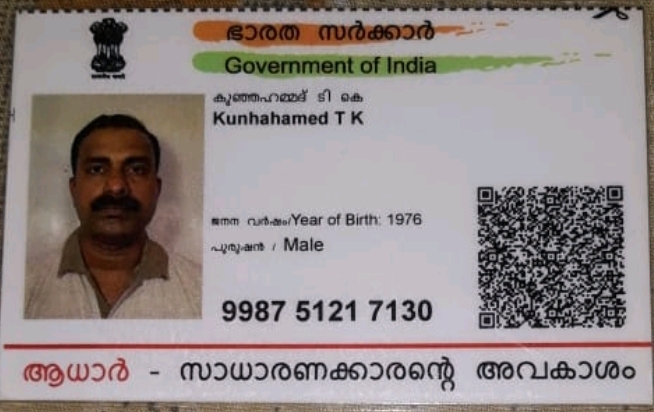 ഭാരത സർക്കാർ
Government of India
കുഞ്ഞഹമ്മദ് ടി കെ
Kunhahamed T K
ജനന വർഷം/Year of Birth: 1976
പുരുഷൻ / Male
9987 5121 7130
ആധാർ - സാധാരണക്കാരന്റെ അവകാശം